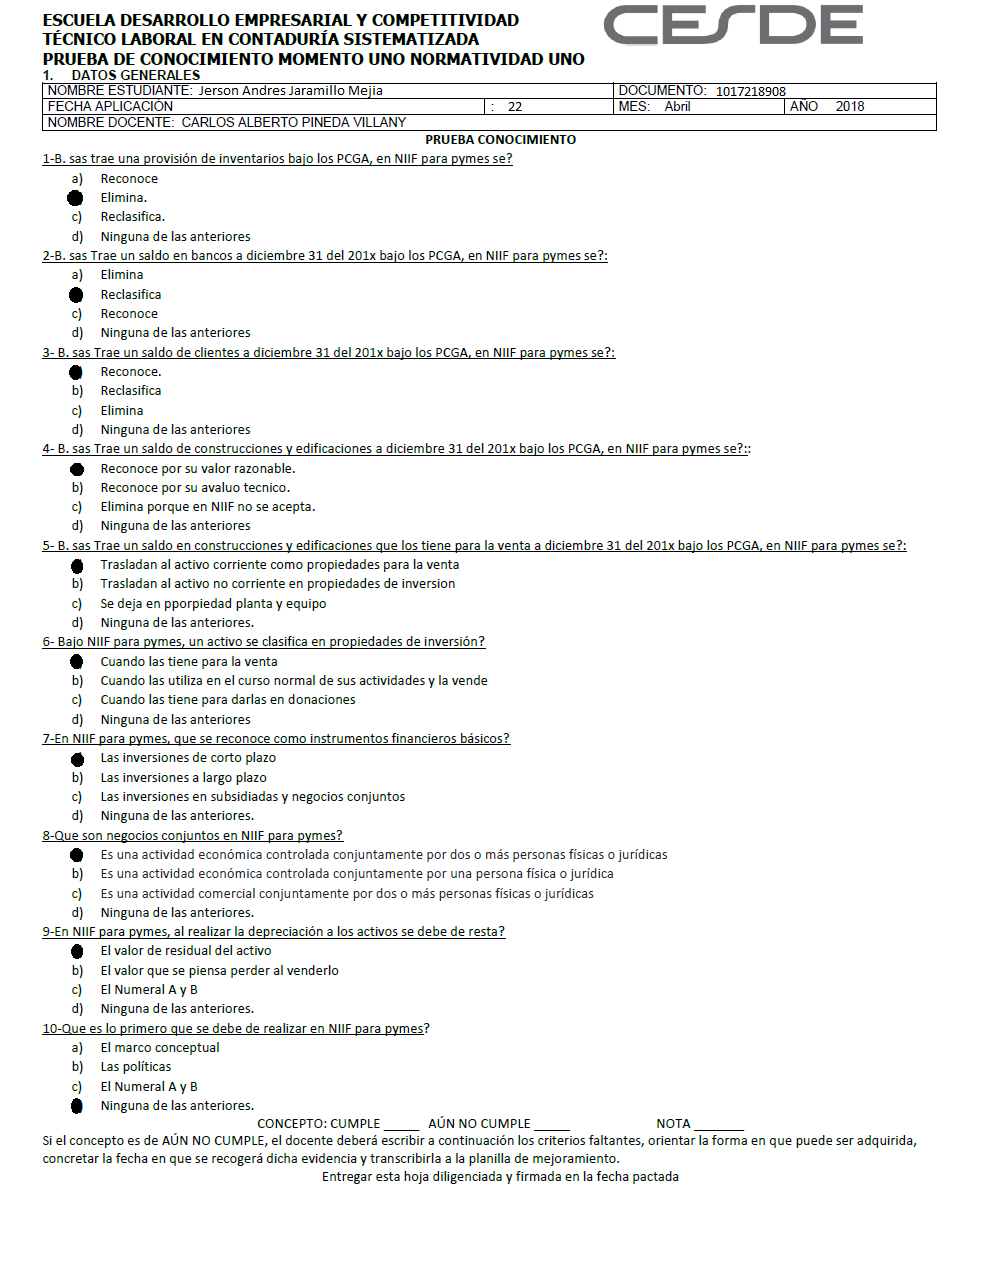 ESCUELA DESARROLLO EMPRESARIAL Y COMPETITIVIDAD
CESDE
TÉCNICO LABORAL EN CONTADURÍA SISTEMATIZADA
PRUEBA DE CONOCIMIENTO MOMENTO UNO NORMATIVIDAD UNO
1. DATOS GENERALES
NOMBRE ESTUDIANTE: Jerson Andres Jaramillo Mejia DOCUMENTO: 1017218908
FECHA APLICACIÓN : 22 MES: Abril AÑO 2018
NOMBRE DOCENTE: CARLOS ALBERTO PINEDA VILLANY
PRUEBA CONOCIMIENTO
1-B. sas trae una provisión de inventarios bajo los PCGA, en NIIF para pymes se?
a) Reconoce
Elimina.
c) Reclasifica.
d) Ninguna de las anteriores
2-B. sas Trae un saldo en bancos a diciembre 31 del 201x bajo los PCGA, en NIIF para pymes se?:
a) Elimina
Reclasifica
c) Reconoce
d) Ninguna de las anteriores
3- B. sas Trae un saldo de clientes a diciembre 31 del 201x bajo los PCGA, en NIIF para pymes se?:
Reconoce.
b) Reclasifica
c) Elimina
d) Ninguna de las anteriores
4- B. sas Trae un saldo de construcciones y edificaciones a diciembre 31 del 201x bajo los PCGA, en NIIF para pymes se?::
Reconoce por su valor razonable.
b) Reconoce por su avaluo tecnico.
c) Elimina porque en NIIF no se acepta.
d) Ninguna de las anteriores
5- B. sas Trae un saldo en construcciones y edificaciones que los tiene para la venta a diciembre 31 del 201x bajo los PCGA, en NIIF para pymes se?:
Trasladan al activo corriente como propiedades para la venta
b) Trasladan al activo no corriente en propiedades de inversion
c) Se deja en pporpiedad planta y equipo
d) Ninguna de las anteriores.
6- Bajo NIIF para pymes, un activo se clasifica en propiedades de inversión?
Cuando las tiene para la venta
b) Cuando las utiliza en el curso normal de sus actividades y la vende
c) Cuando las tiene para darlas en donaciones
d) Ninguna de las anteriores
7-En NIIF para pymes, que se reconoce como instrumentos financieros básicos?
Las inversiones de corto plazo
b) Las inversiones a largo plazo
c) Las inversiones en subsidiadas y negocios conjuntos
d) Ninguna de las anteriores.
8-Que son negocios conjuntos en NIIF para pymes?
Es una actividad económica controlada conjuntamente por dos o más personas físicas o jurídicas
b) Es una actividad económica controlada conjuntamente por una persona física o jurídica
c) Es una actividad comercial conjuntamente por dos o más personas físicas o jurídicas
d) Ninguna de las anteriores.
9-En NIIF para pymes, al realizar la depreciación a los activos se debe de resta?
El valor de residual del activo
b) El valor que se piensa perder al venderlo
c) El Numeral A y B
d) Ninguna de las anteriores.
10-Que es lo primero que se debe de realizar en NIIF para pymes?
a) El marco conceptual
b) Las políticas
c) El Numeral A y B
Ninguna de las anteriores.
CONCEPTO: CUMPLE _____ AÚN NO CUMPLE _____ NOTA _______
Si el concepto es de AÚN NO CUMPLE, el docente deberá escribir a continuación los criterios faltantes, orientar la forma en que puede ser adquirida,
concretar la fecha en que se recogerá dicha evidencia y transcribirla a la planilla de mejoramiento.
Entregar esta hoja diligenciada y firmada en la fecha pactada